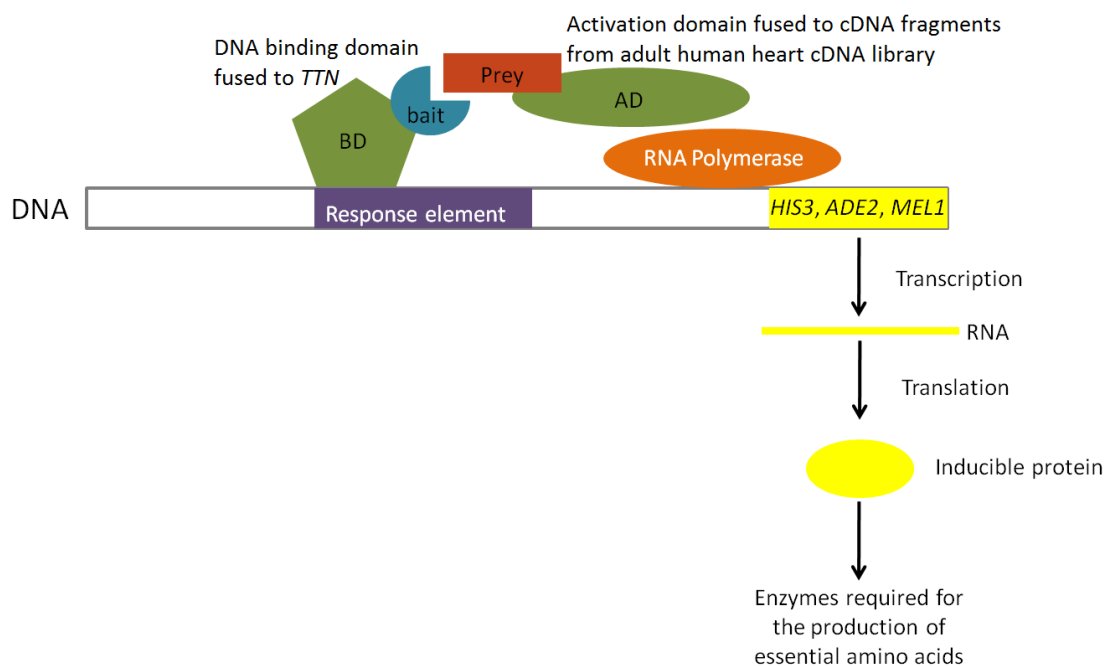 DNA binding domain
fused to TTN
Activation domain fused to cDNA fragments
from adult human heart cDNA library
Prey
bait
AD
BD
RNA Polymerase
DNA
Response element
HIS3, ADE2, MEL1
Transcription
RNA
Translation
Inducible protein
Enzymes required for
the production of
essential amino acids